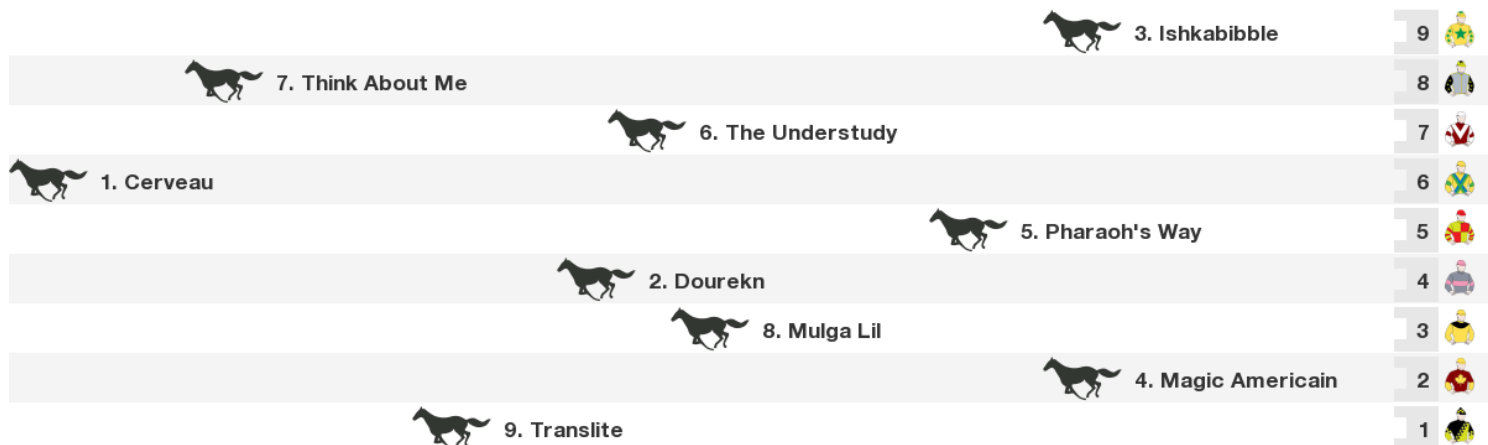 3. Ishkabibble 9
7. Think About Me 8
6. The Understudy 7
1. Cerveau 6
5. Pharaoh's Way 5
2. Dourekn 4
8. Mulga Lil 3
4. Magic Americain 2
9. Translite 1